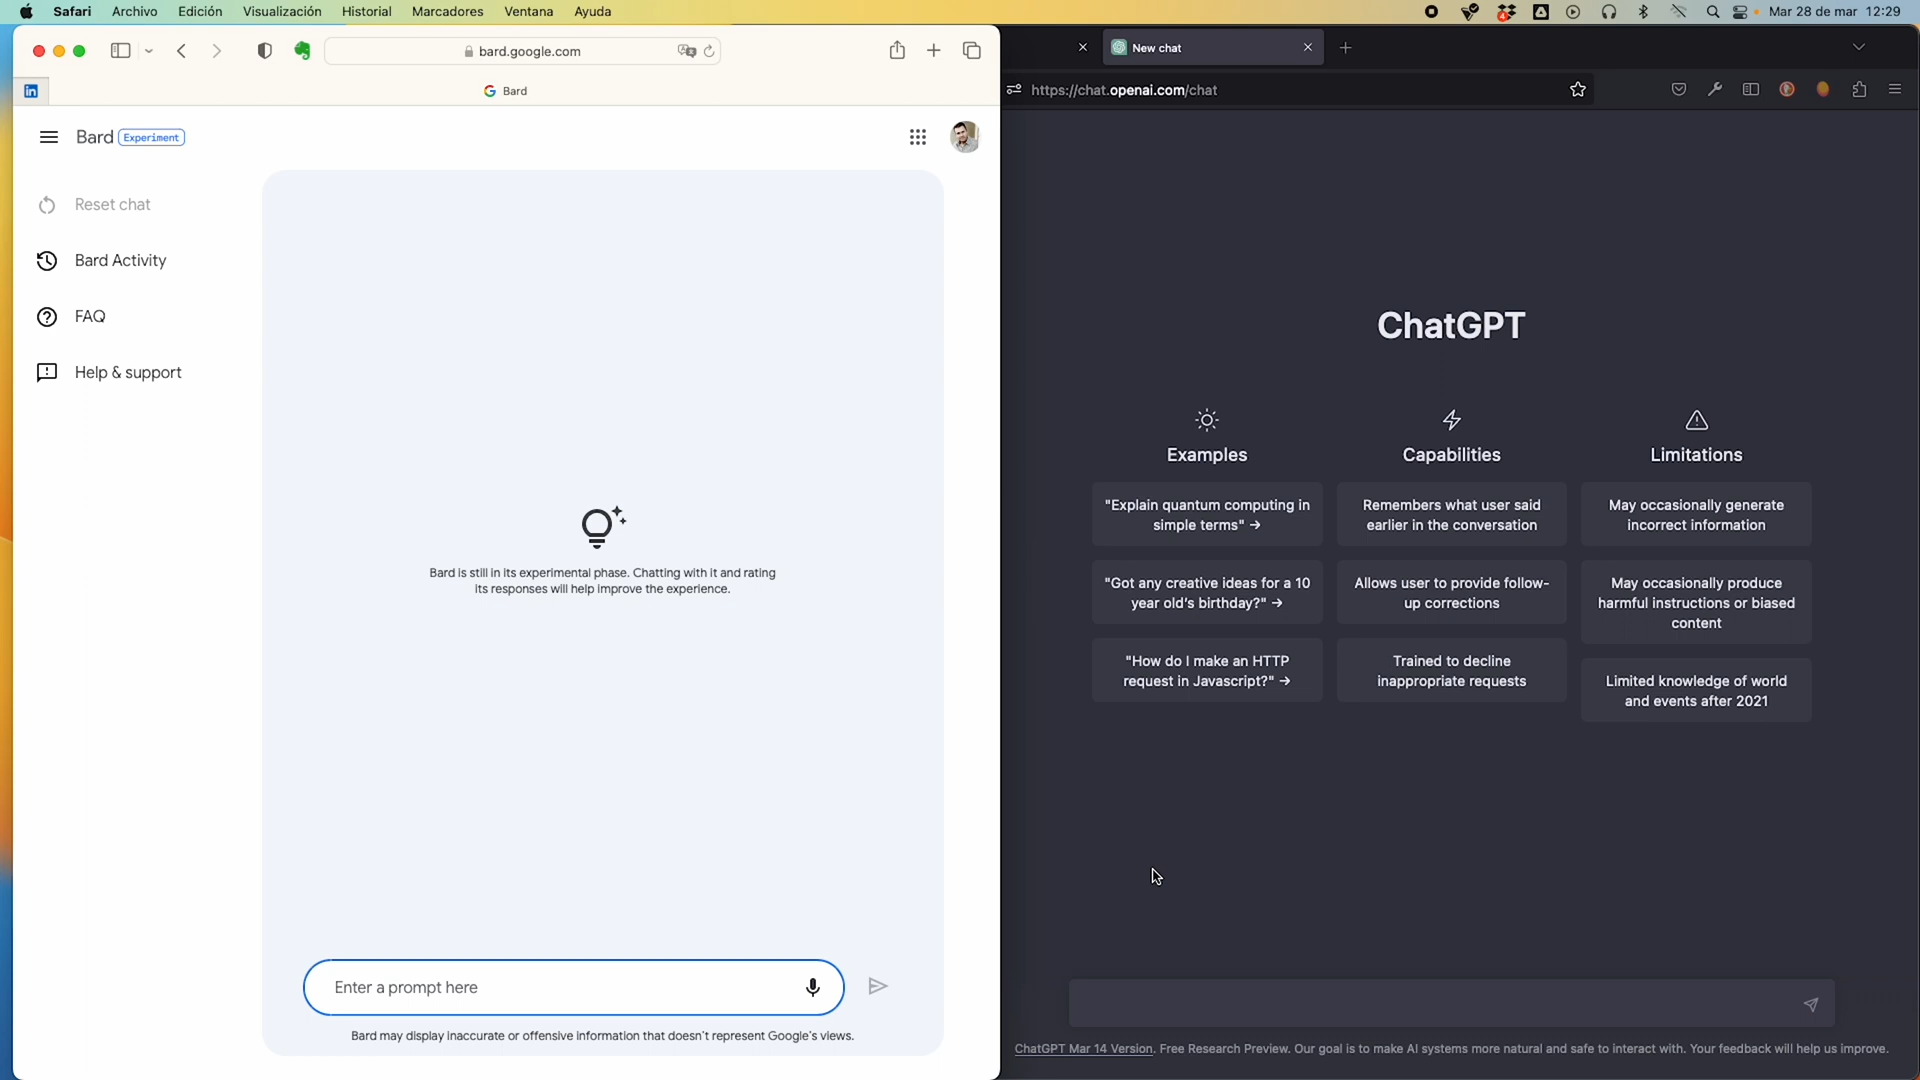 Safari Archivo Edición Visualización Historial Marcadores Ventana Ayuda
Mar 28 de mar 12:29
bard.google.com
Bard
Bard Experiment
Reset chat
Bard Activity
FAQ
Help & support
Bard is still in its experimental phase. Chatting with it and rating
its responses will help improve the experience.
Enter a prompt here
Bard may display inaccurate or offensive information that doesn't represent Google's views.
New chat
https://chat.openai.com/chat
ChatGPT
Examples
"Explain quantum computing in
simple terms" →
"Got any creative ideas for a 10
year old's birthday?" →
"How do I make an HTTP
request in Javascript?" →
Capabilities
Remembers what user said
earlier in the conversation
Allows user to provide follow-
up corrections
Trained to decline
inappropriate requests
Limitations
May occasionally generate
incorrect information
May occasionally produce
harmful instructions or biased
content
Limited knowledge of world
and events after 2021
ChatGPT Mar 14 Version. Free Research Preview. Our goal is to make AI systems more natural and safe to interact with. Your feedback will help us improve.